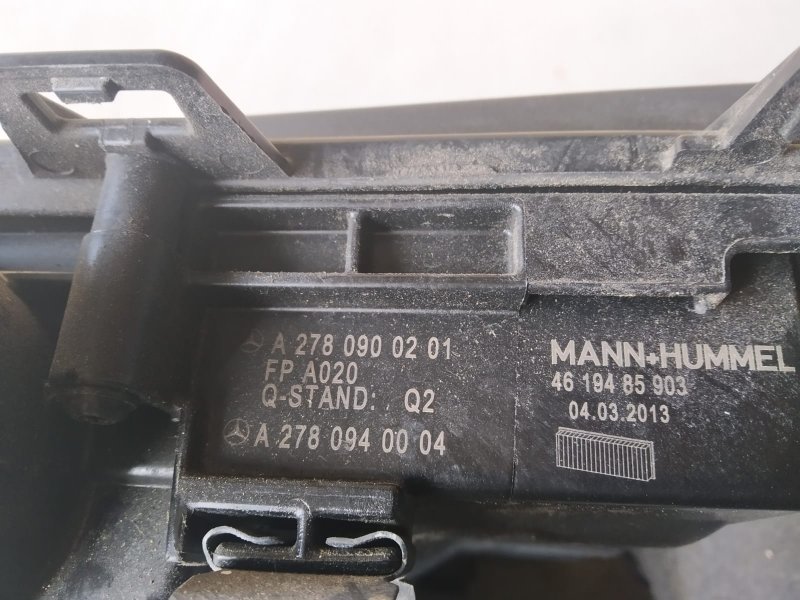 A 278 090 02 01
FP A020
Q-STAND: Q2
A 278 094 00 04
MANN+HUMMEL
46 194 85 903
04.03.2013